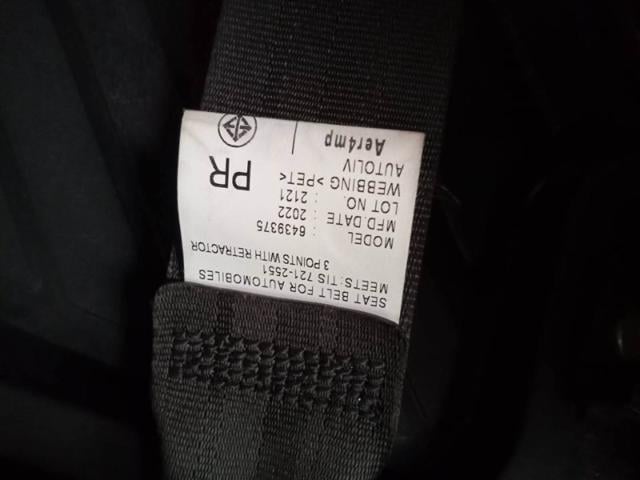 SEAT BELT FOR AUTOMOBILES
MEETS: TIS 721-2551
3 POINTS WITH RETRACTOR
MODEL : 6439375
MFD.DATE : 2022
LOT NO. : 2121
WEBBING >PET<
AUTOLIV
PR
Aer4mp